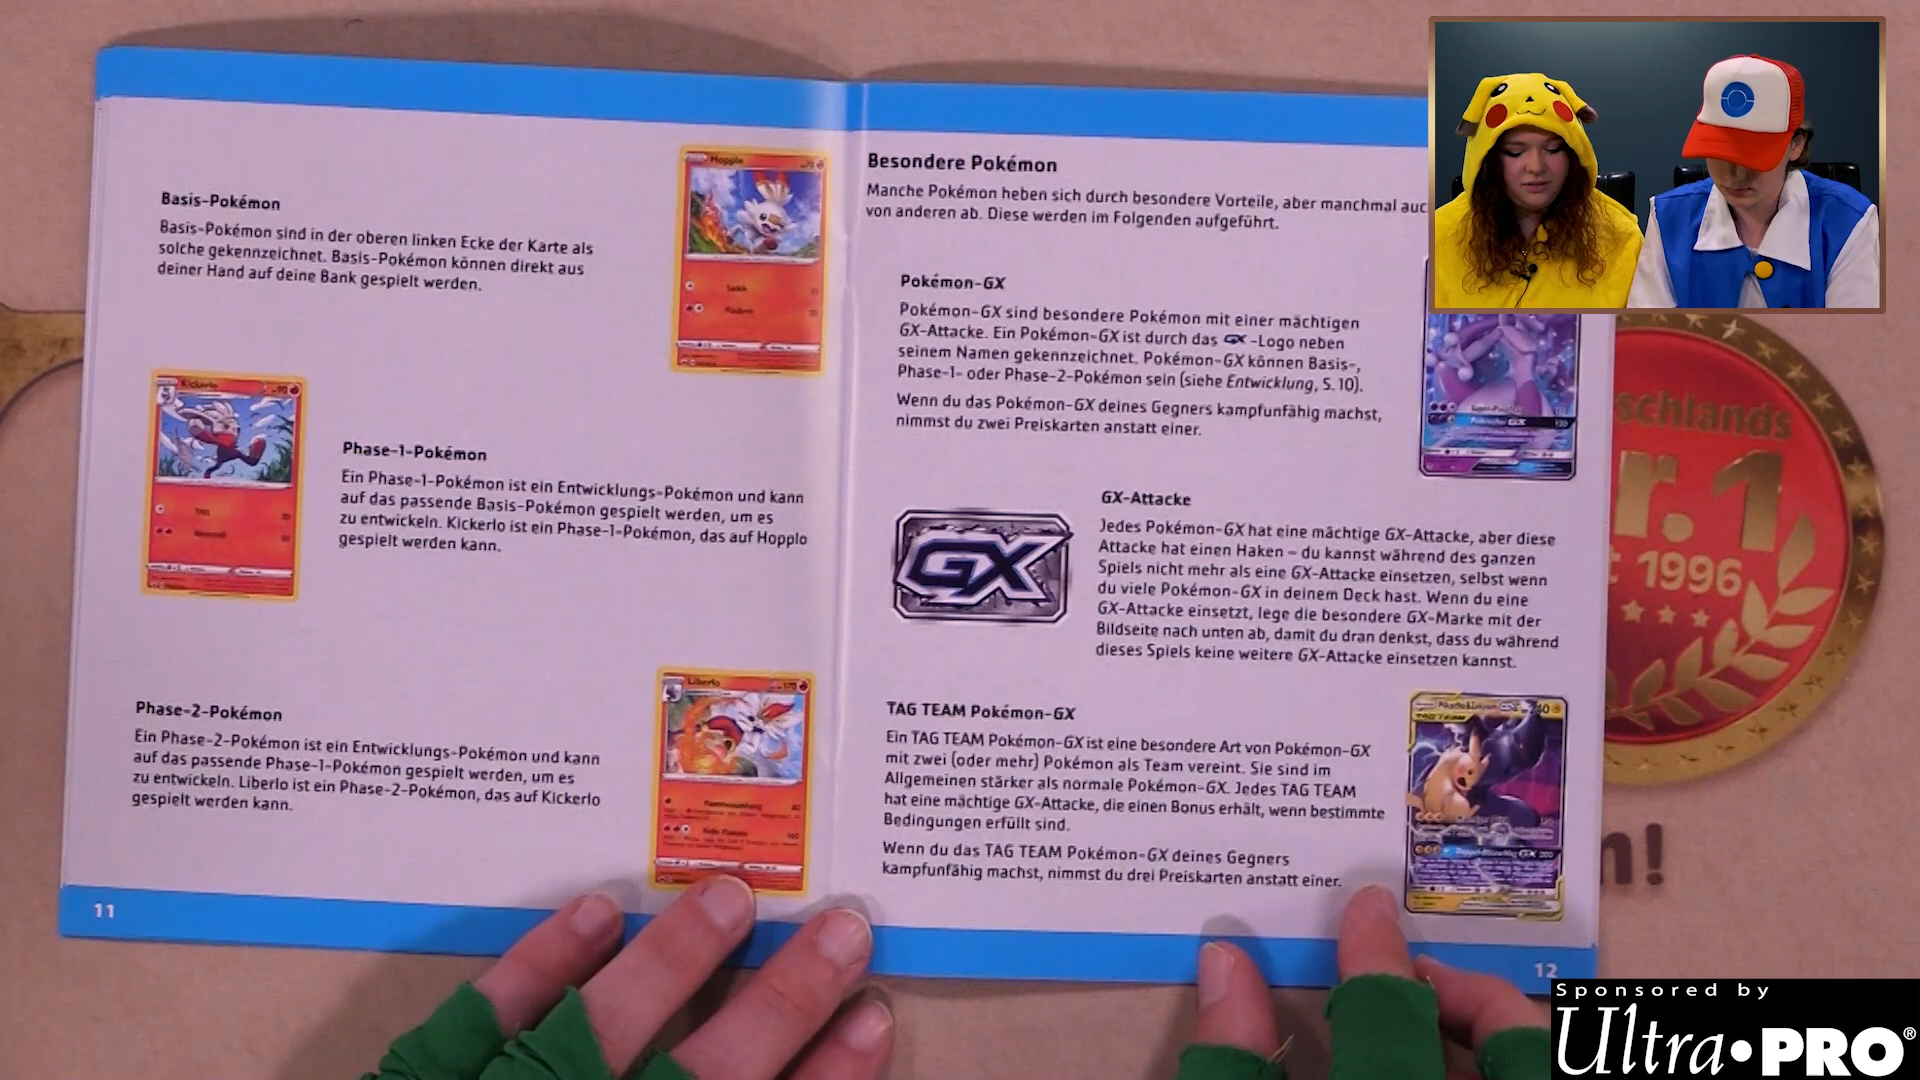 Basis-Pokémon
Basis-Pokémon sind in der oberen linken Ecke der Karte als
solche gekennzeichnet. Basis-Pokémon können direkt aus
deiner Hand auf deine Bank gespielt werden.
Hopplo
70
Tackle
Kickerlo
90
Phase-1-Pokémon
Ein Phase-1-Pokémon ist ein Entwicklungs-Pokémon und kann
auf das passende Basis-Pokémon gespielt werden, um es
zu entwickeln. Kickerlo ist ein Phase-1-Pokémon, das auf Hopplo
gespielt werden kann.
Phase-2-Pokémon
Ein Phase-2-Pokémon ist ein Entwicklungs-Pokémon und kann
auf das passende Phase-1-Pokémon gespielt werden, um es
zu entwickeln. Liberlo ist ein Phase-2-Pokémon, das auf Kickerlo
gespielt werden kann.
Liberlo
170
11
Besondere Pokémon
Manche Pokémon heben sich durch besondere Vorteile, aber manchmal auc
von anderen ab. Diese werden im Folgenden aufgeführt.
Pokémon-GX
Pokémon-GX sind besondere Pokémon mit einer mächtigen
GX-Attacke. Ein Pokémon-GX ist durch das GX-Logo neben
seinem Namen gekennzeichnet. Pokémon-GX können Basis-,
Phase-1- oder Phase-2-Pokémon sein (siehe Entwicklung, S. 10).
Wenn du das Pokémon-GX deines Gegners kampfunfähig machst,
nimmst du zwei Preiskarten anstatt einer.
GX
GX-Attacke
Jedes Pokémon-GX hat eine mächtige GX-Attacke, aber diese
Attacke hat einen Haken – du kannst während des ganzen
Spiels nicht mehr als eine GX-Attacke einsetzen, selbst wenn
du viele Pokémon-GX in deinem Deck hast. Wenn du eine
GX-Attacke einsetzt, lege die besondere GX-Marke mit der
Bildseite nach unten ab, damit du dran denkst, dass du während
dieses Spiels keine weitere GX-Attacke einsetzen kannst.
TAG TEAM Pokémon-GX
Ein TAG TEAM Pokémon-GX ist eine besondere Art von Pokémon-GX
mit zwei (oder mehr) Pokémon als Team vereint. Sie sind im
Allgemeinen stärker als normale Pokémon-GX. Jedes TAG TEAM
hat eine mächtige GX-Attacke, die einen Bonus erhält, wenn bestimmte
Bedingungen erfüllt sind.
Wenn du das TAG TEAM Pokémon-GX deines Gegners
kampfunfähig machst, nimmst du drei Preiskarten anstatt einer.
TAG TEAM
12
schlands
r. 1
t 1996
n!
Sponsored by
Ultra•PRO®